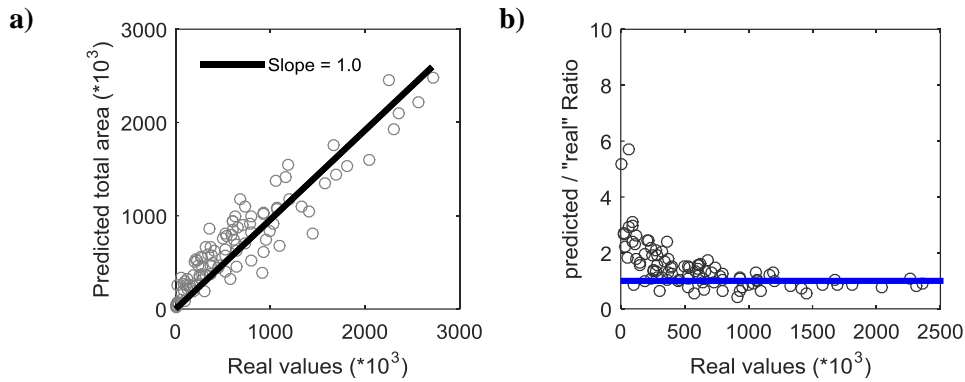 a)
Predicted total area (*10³)
3000
2000
1000
0
Slope = 1.0
0
1000
2000
3000
Real values (*10³)
b)
predicted / "real" Ratio
10
8
6
4
2
0
0
500
1000
1500
2000
2500
Real values (*10³)